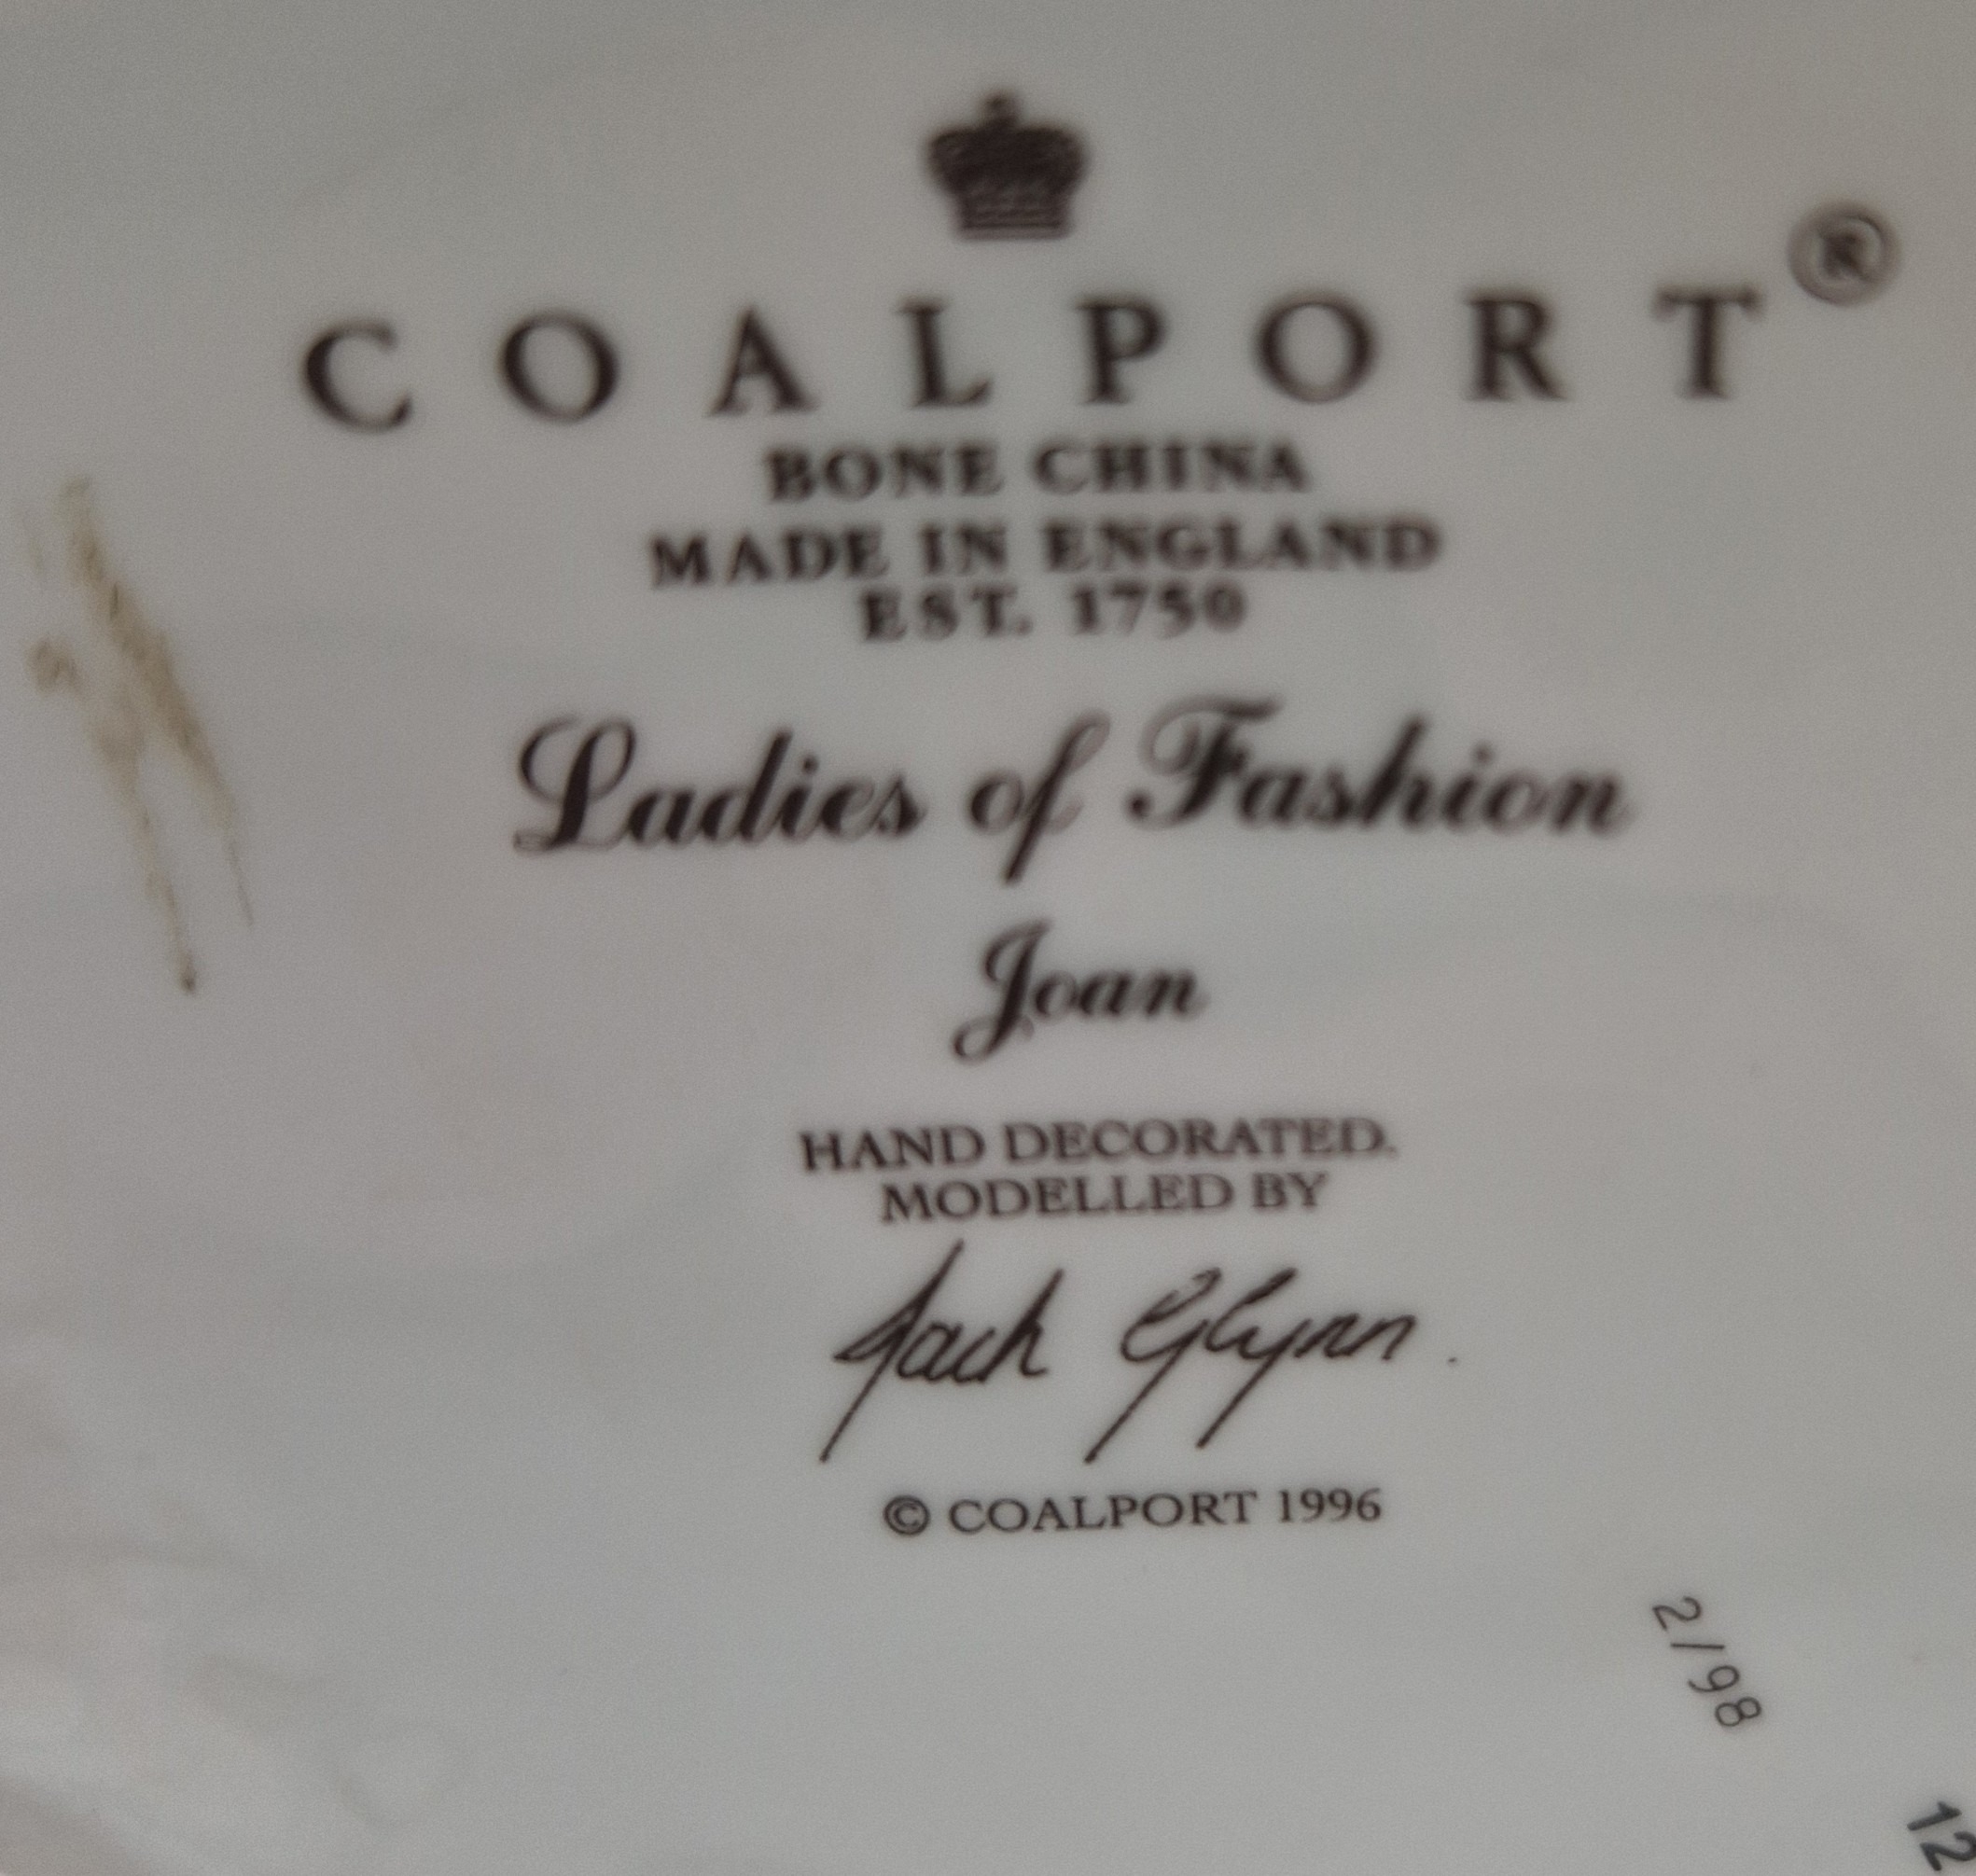 COALPORT®
BONE CHINA
MADE IN ENGLAND
EST. 1750
Ladies of Fashion
Joan
HAND DECORATED.
MODELLED BY
Jack Glynn.
© COALPORT 1996
2/98
12